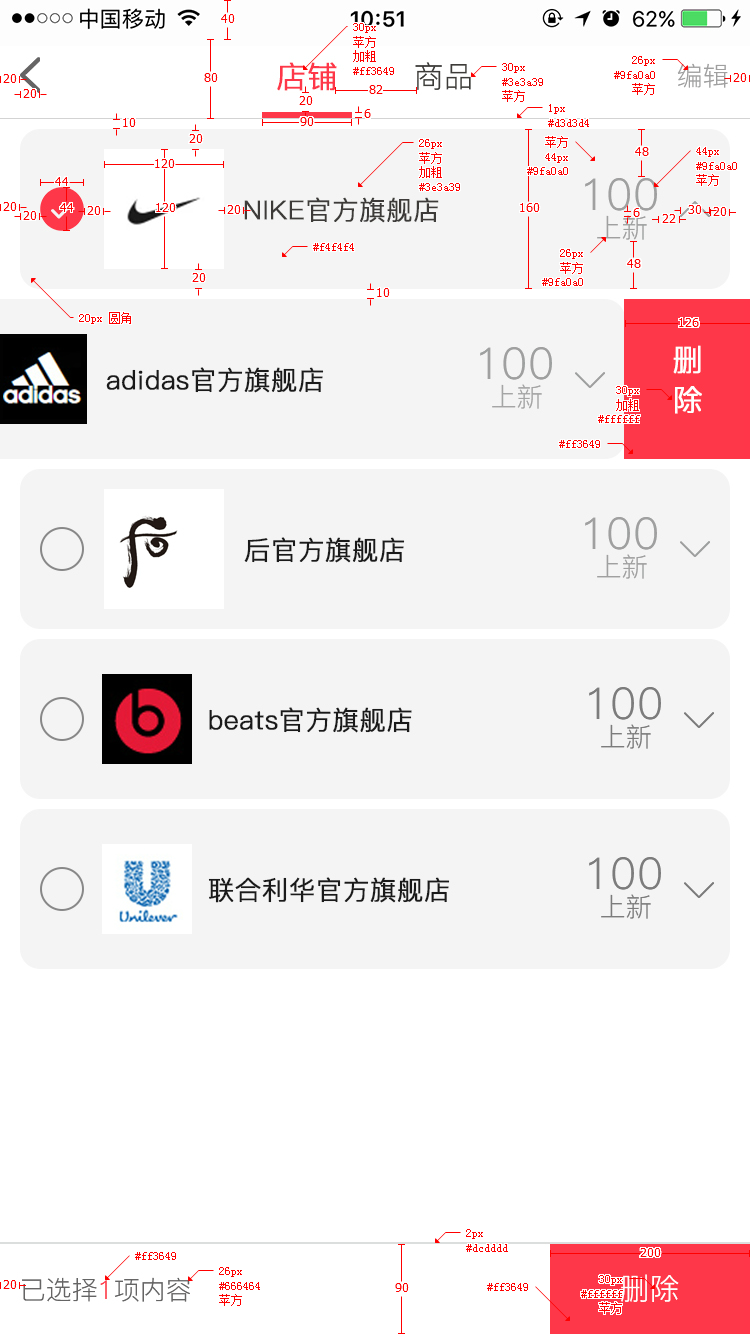 中国移动 10:51 62%
40
30px
苹方
加粗
#ff3649
店铺
商品
编辑
30px
#3e3a39
苹方
26px
#9fa0a0
苹方
20
20
80
82
20
20
90
6
1px
#d3d3d4
10
20
120
120
44
44
20
20
20
20
NIKE官方旗舰店
26px
苹方
加粗
#3e3a39
#f4f4f4
160
苹方
44px
#9fa0a0
48
44px
#9fa0a0
苹方
100
上新
6
22
30
20
26px
苹方
#9fa0a0
48
20
10
20px 圆角
adidas
adidas官方旗舰店
100
上新
126
删
除
30px
加粗
#ffffff
#ff3649
后官方旗舰店
100
上新
beats官方旗舰店
100
上新
Unilever
联合利华官方旗舰店
100
上新
2px
#dcdddd
#ff3649
26px
#666464
苹方
20
已选择1项内容
90
#ff3649
200
30px
#ffffff
苹方
删除